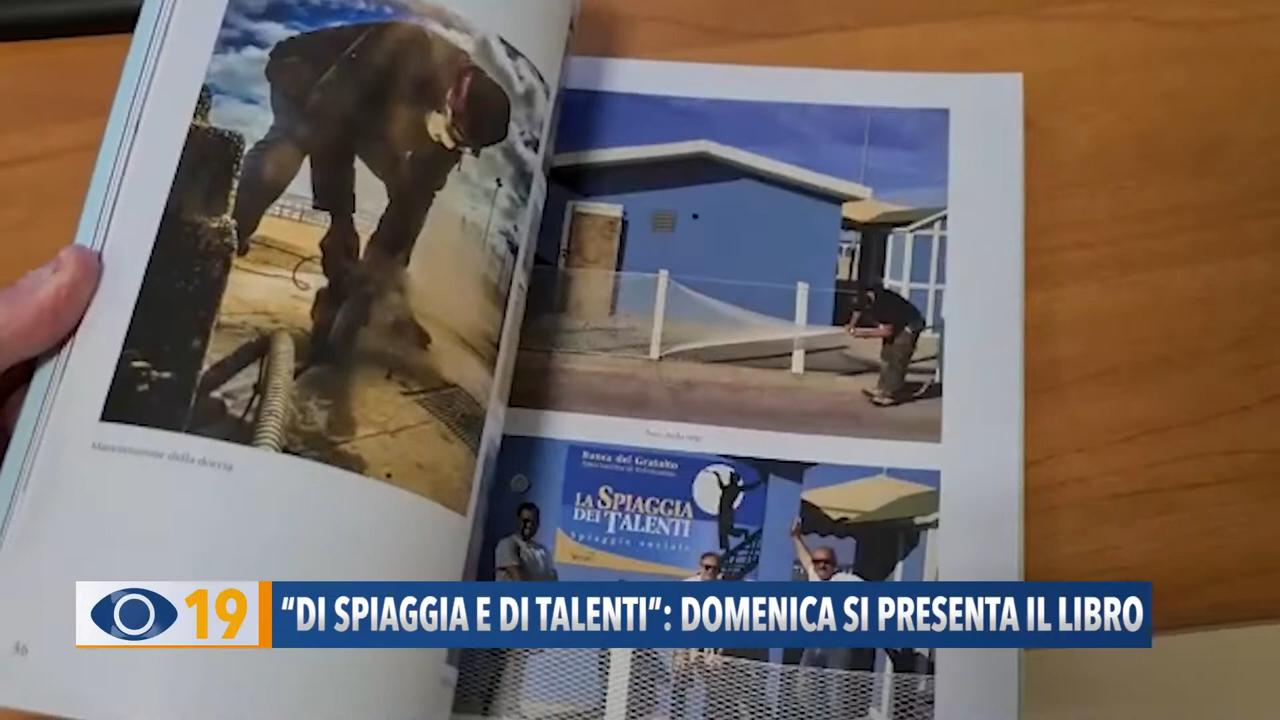 Manutenzione della doccia
36
Banca del Gratuito
LA SPIAGGIA
DEI TALENTI
Spiaggia sociale
19
“DI SPIAGGIA E DI TALENTI”: DOMENICA SI PRESENTA IL LIBRO